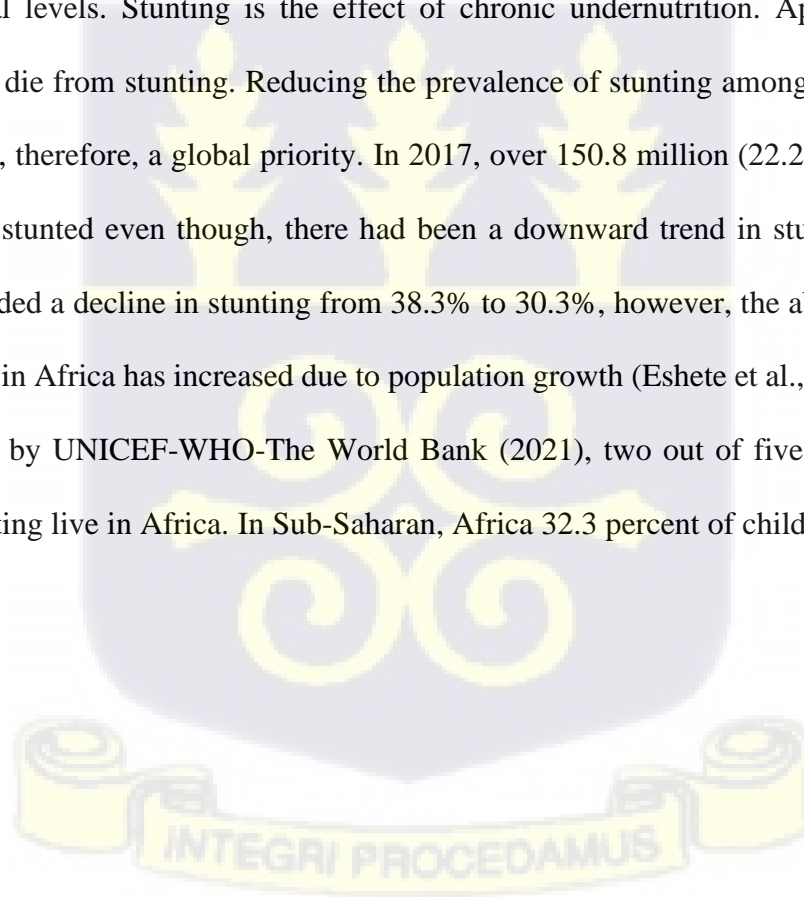 al levels. Stunting is the effect of chronic undernutrition. Ap
die from stunting. Reducing the prevalence of stunting among
, therefore, a global priority. In 2017, over 150.8 million (22.2
stunted even though, there had been a downward trend in stu
ded a decline in stunting from 38.3% to 30.3%, however, the a
in Africa has increased due to population growth (Eshete et al.,
by UNICEF-WHO-The World Bank (2021), two out of five
ting live in Africa. In Sub-Saharan, Africa 32.3 percent of child
INTEGRI PROCEDAMUS